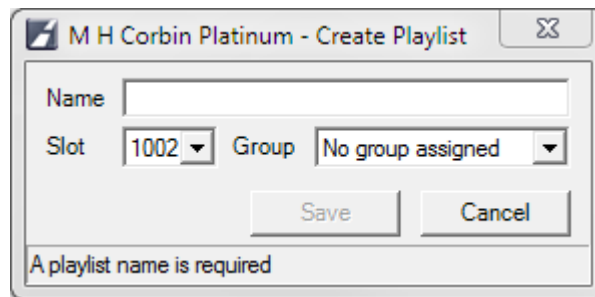 M H Corbin Platinum - Create Playlist
Name
Slot 1002 Group No group assigned
Save Cancel
A playlist name is required